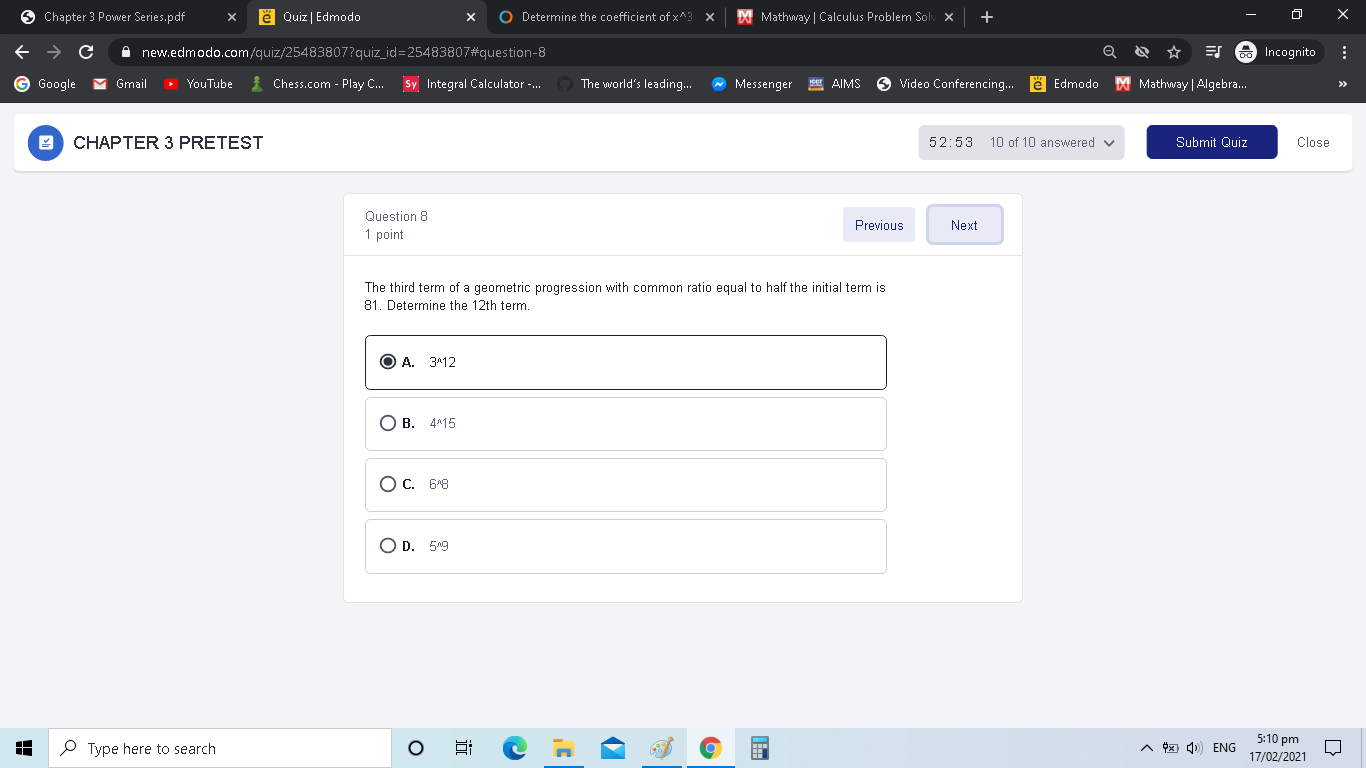 Chapter 3 Power Series.pdf
Quiz | Edmodo
Determine the coefficient of x^3
Mathway | Calculus Problem Solv
new.edmodo.com/quiz/25483807?quiz_id=25483807#question-8
Incognito
Google
Gmail
YouTube
Chess.com - Play C...
Sy
Integral Calculator -...
The world's leading...
Messenger
AIMS
Video Conferencing...
Edmodo
Mathway | Algebra...
»
CHAPTER 3 PRETEST
52:53 10 of 10 answered
Submit Quiz
Close
Question 8
1 point
Previous
Next
The third term of a geometric progression with common ratio equal to half the initial term is
81. Determine the 12th term.
A. 3^12
B. 4^15
C. 6^8
D. 5^9
Type here to search
ENG
5:10 pm
17/02/2021